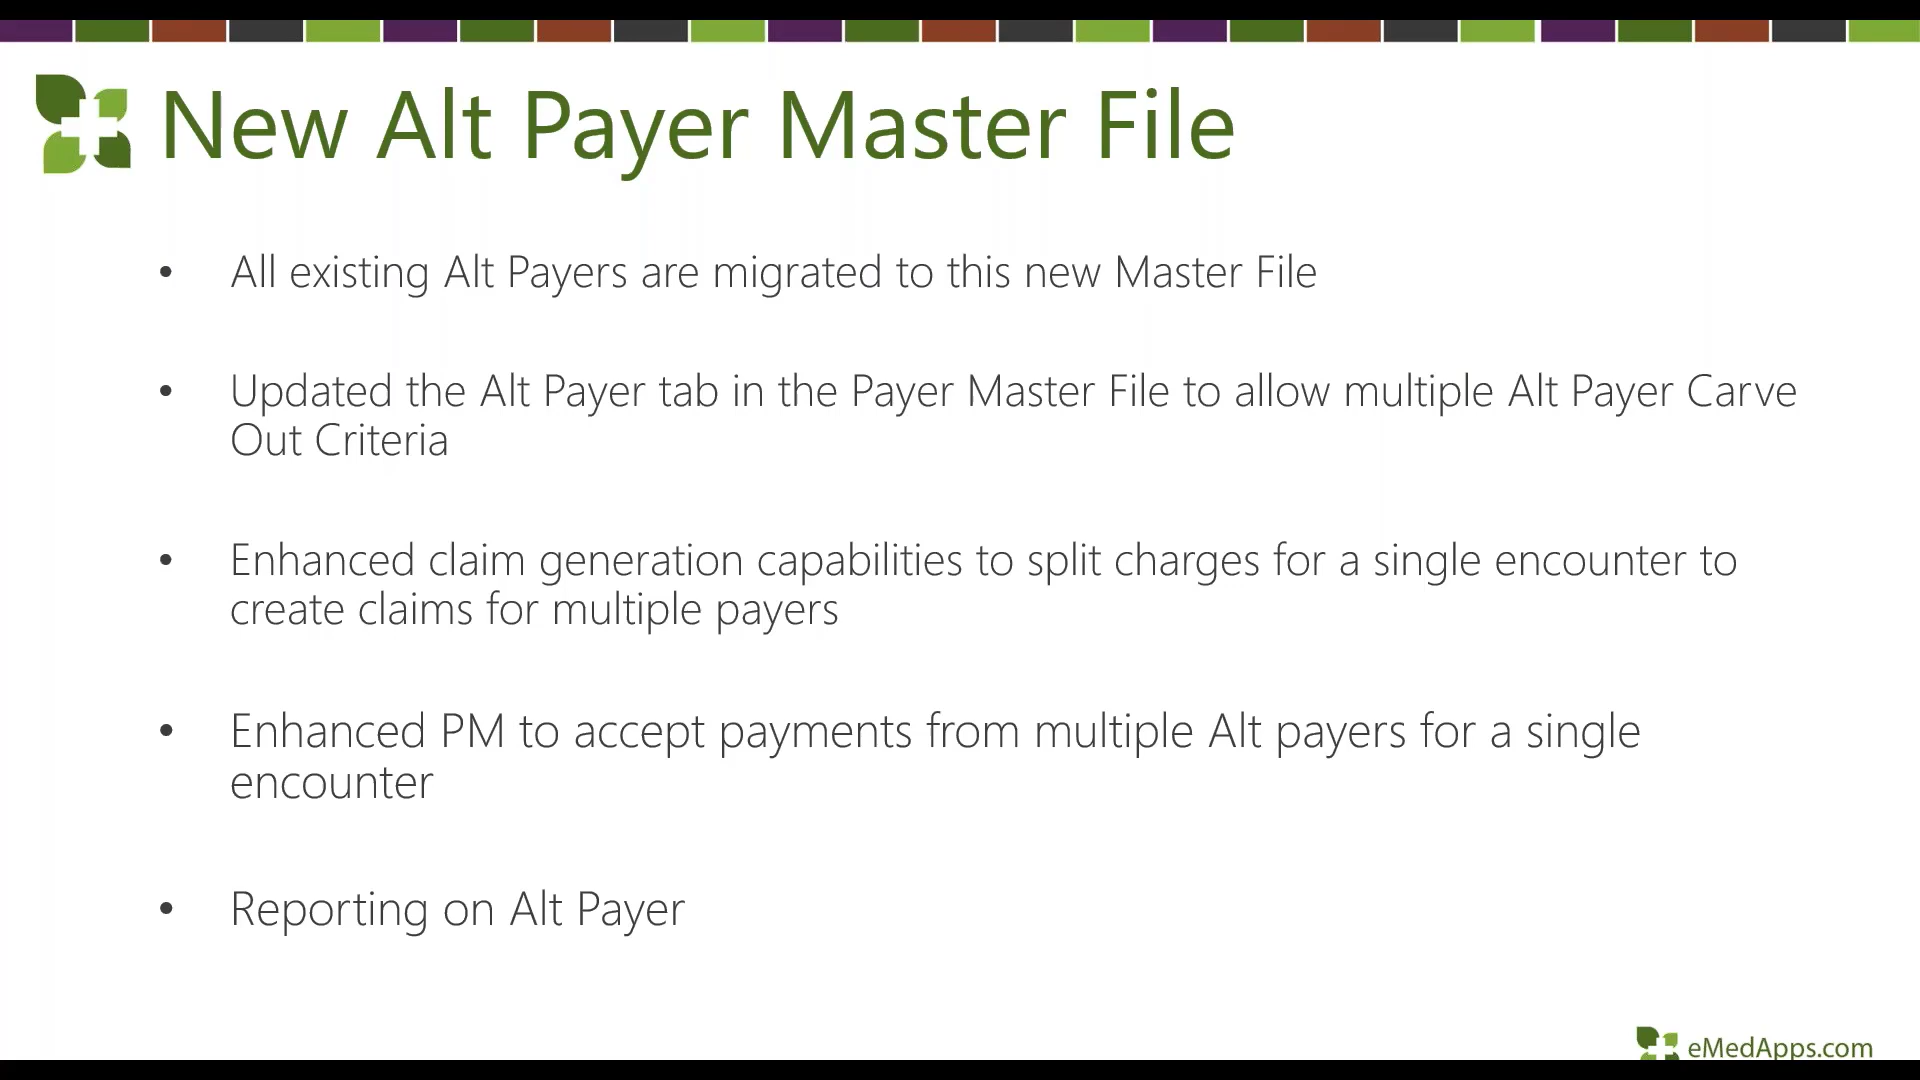 New Alt Payer Master File
• All existing Alt Payers are migrated to this new Master File
• Updated the Alt Payer tab in the Payer Master File to allow multiple Alt Payer Carve
Out Criteria
• Enhanced claim generation capabilities to split charges for a single encounter to
create claims for multiple payers
• Enhanced PM to accept payments from multiple Alt payers for a single
encounter
• Reporting on Alt Payer
eMedApps.com